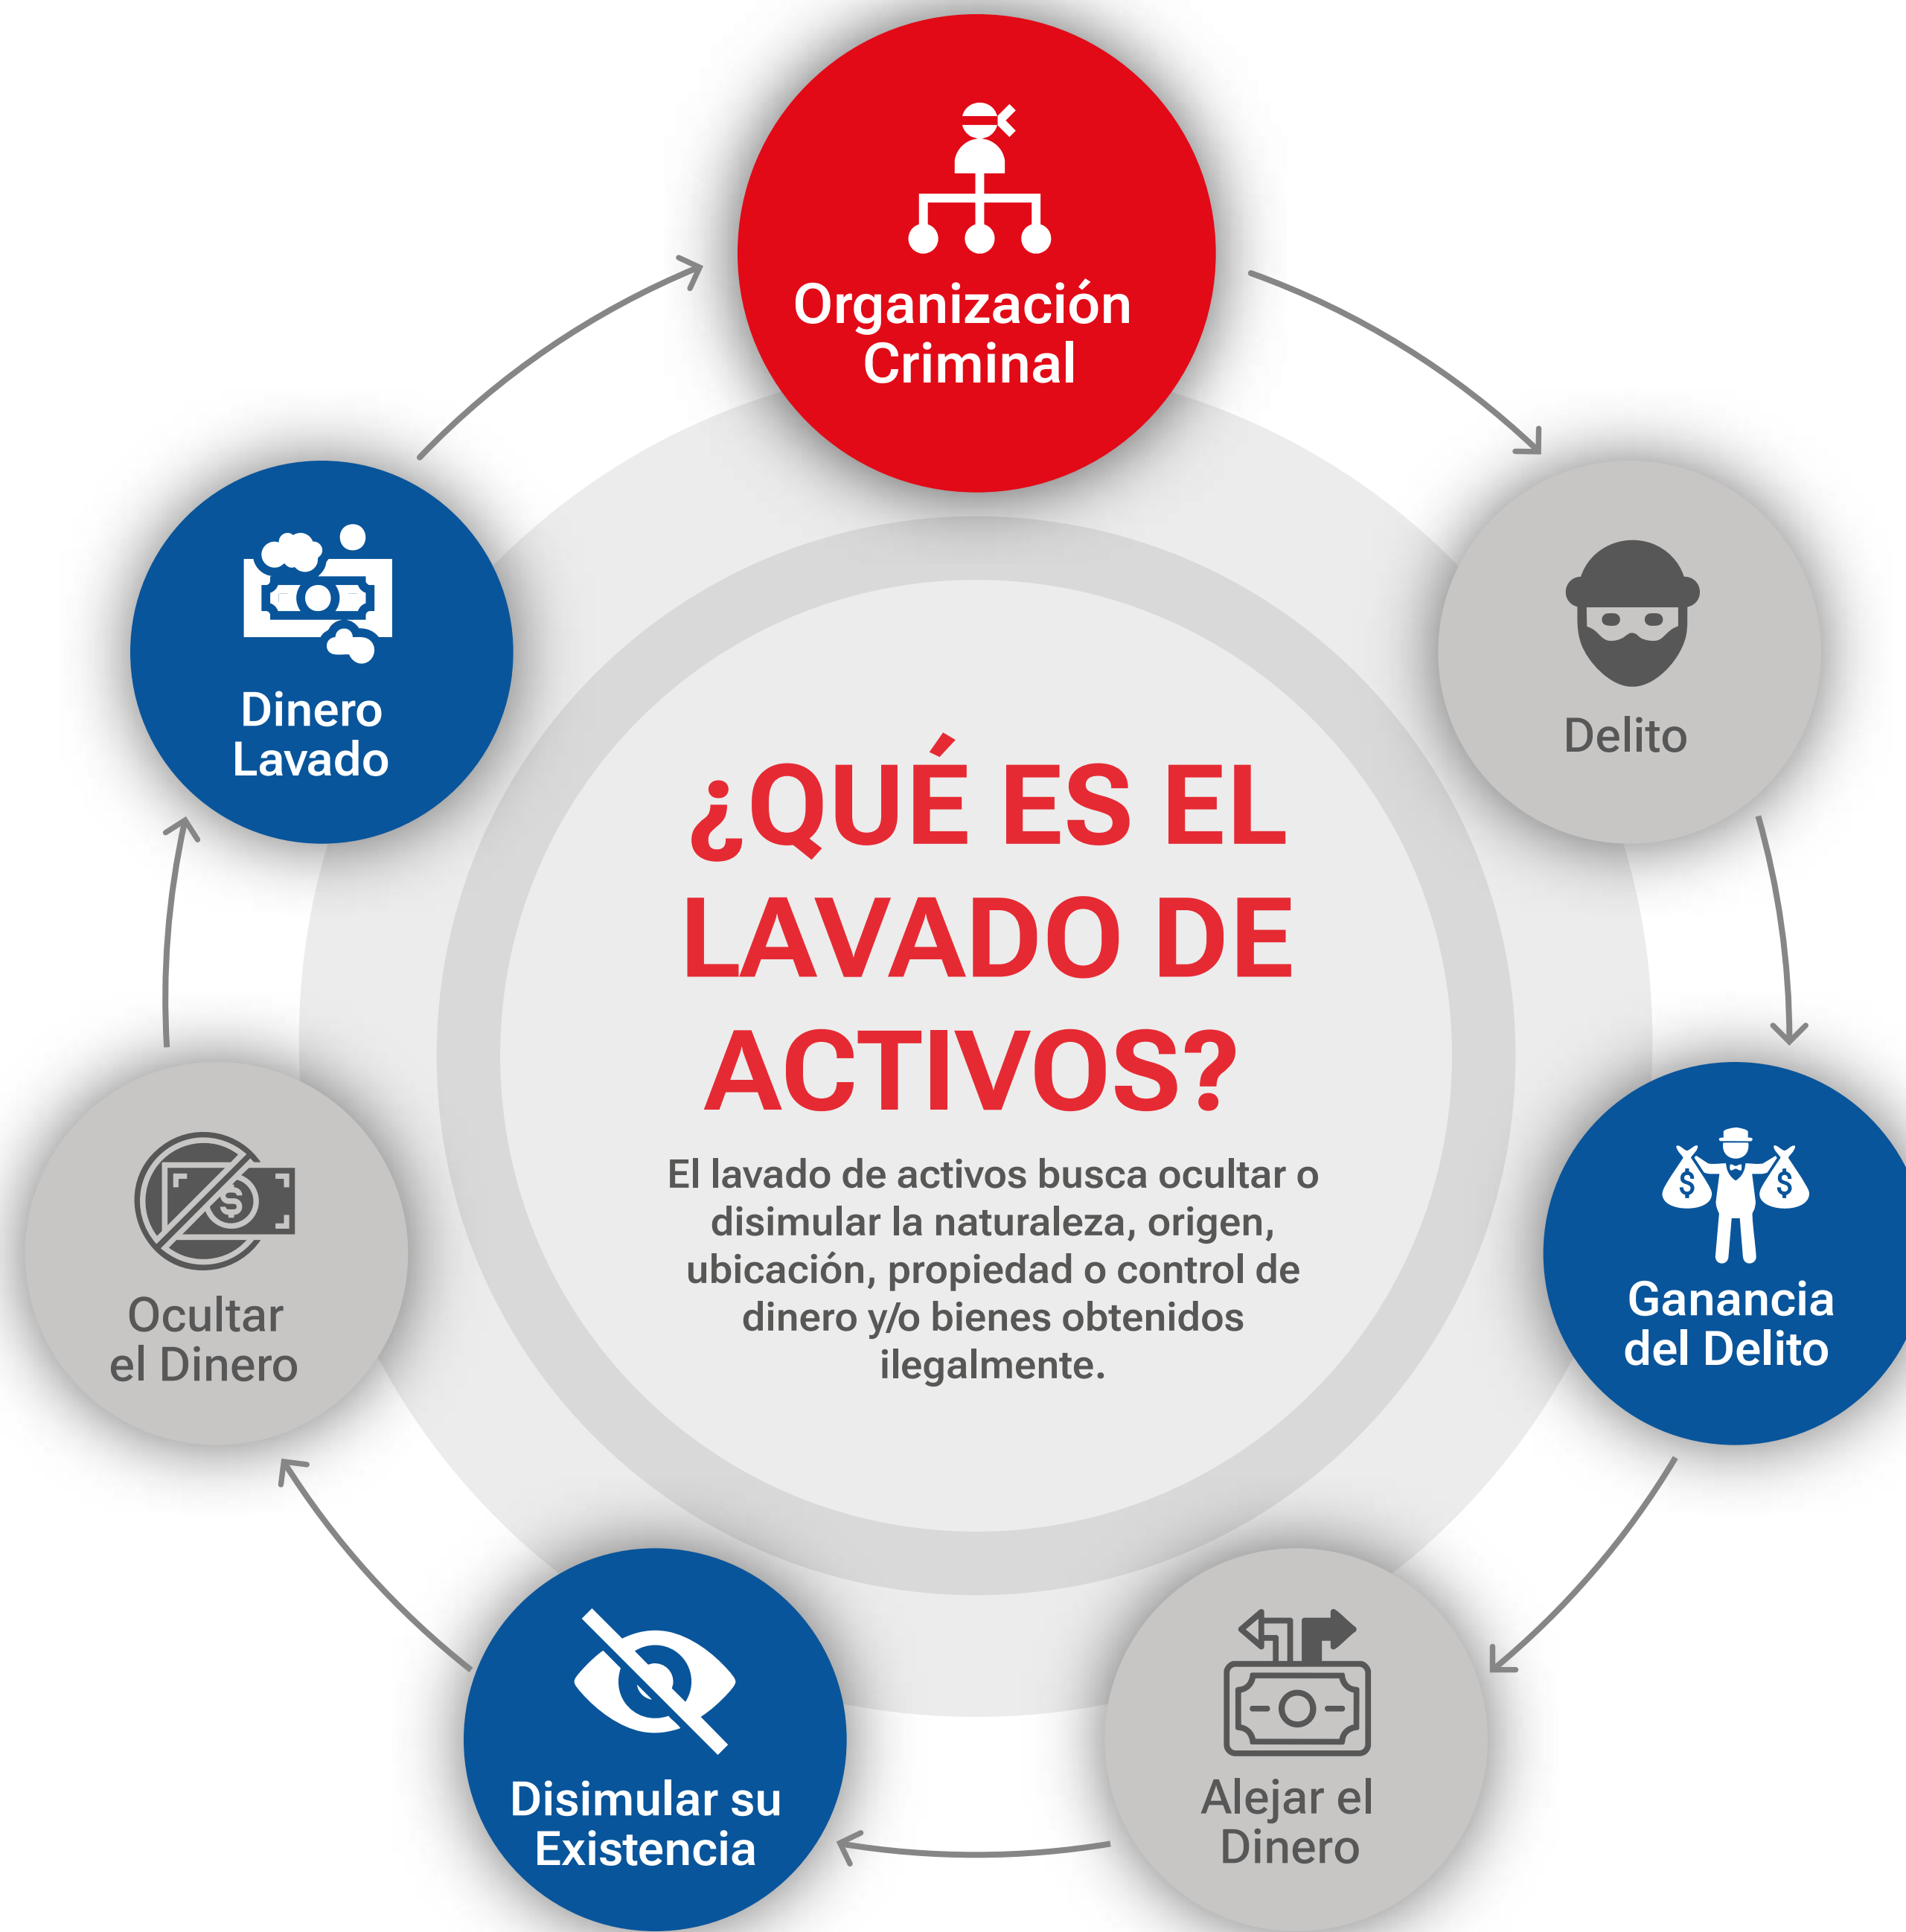 Organización
Criminal
Delito
Ganancia
del Delito
Alejar el
Dinero
Disimular su
Existencia
Ocultar
el Dinero
Dinero
Lavado
¿QUÉ ES EL
LAVADO DE
ACTIVOS?
El lavado de activos busca ocultar o
disimular la naturaleza, origen,
ubicación, propiedad o control de
dinero y/o bienes obtenidos
ilegalmente.